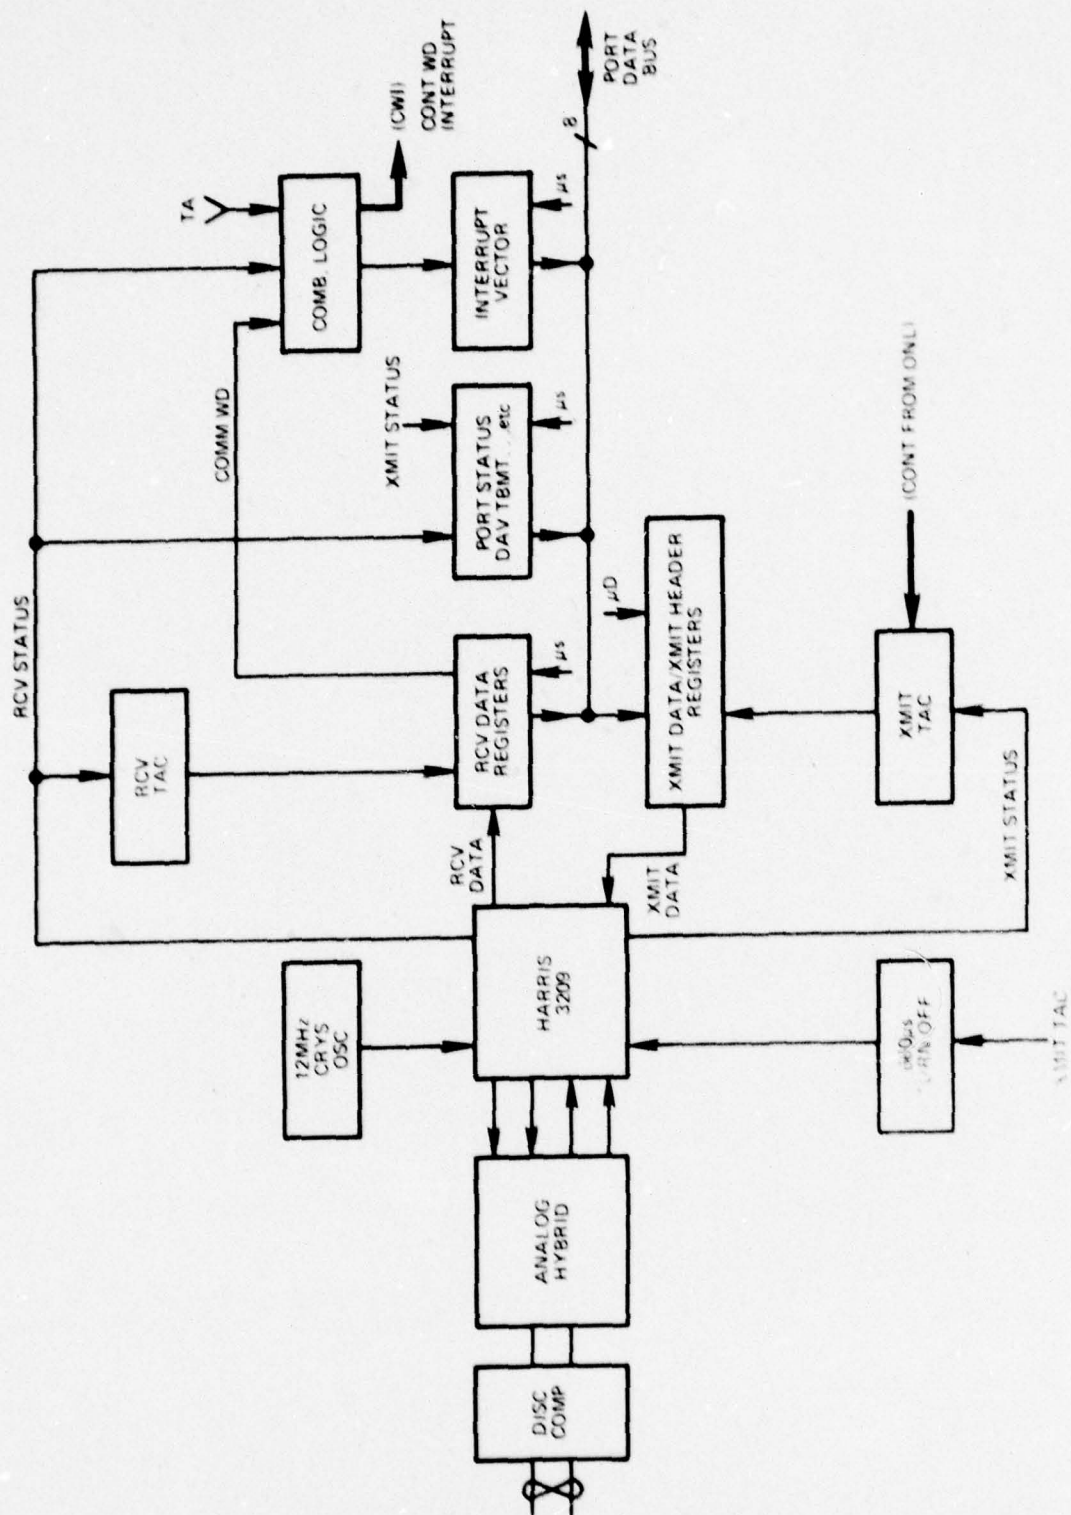 RCV STATUS
RCV
TAC
COMM WD
TA
COMB. LOGIC
(CWI)
CONT WD
INTERRUPT
XMIT STATUS
12MHz
CRYS
OSC
RCV
DATA
RCV DATA
REGISTERS
μs
PORT STATUS
DAV TBMT...etc
μs
INTERRUPT
VECTOR
μs
8
PORT
DATA
BUS
DISC
COMP
ANALOG
HYBRID
HARRIS
3209
XMIT
DATA
μD
XMIT DATA/XMIT HEADER
REGISTERS
XMIT
TAC
(CONT FROM ONLY)
XMIT STATUS
XMIT TAC